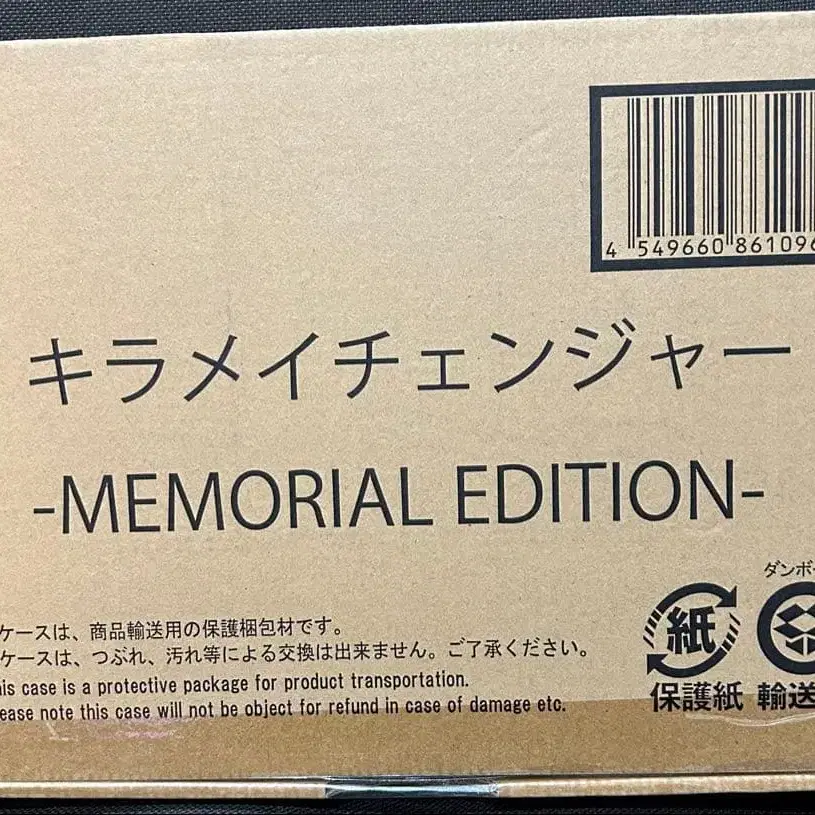 4 549660 861096
キラメイチェンジャー
-MEMORIAL EDITION-
ダンボ
ケースは、商品輸送用の保護梱包材です。
ケースは、つぶれ、汚れ等による交換は出来ません。ご了承ください。
his case is a protective package for product transportation.
ease note this case will not be object for refund in case of damage etc.
紙
保護紙 輸送